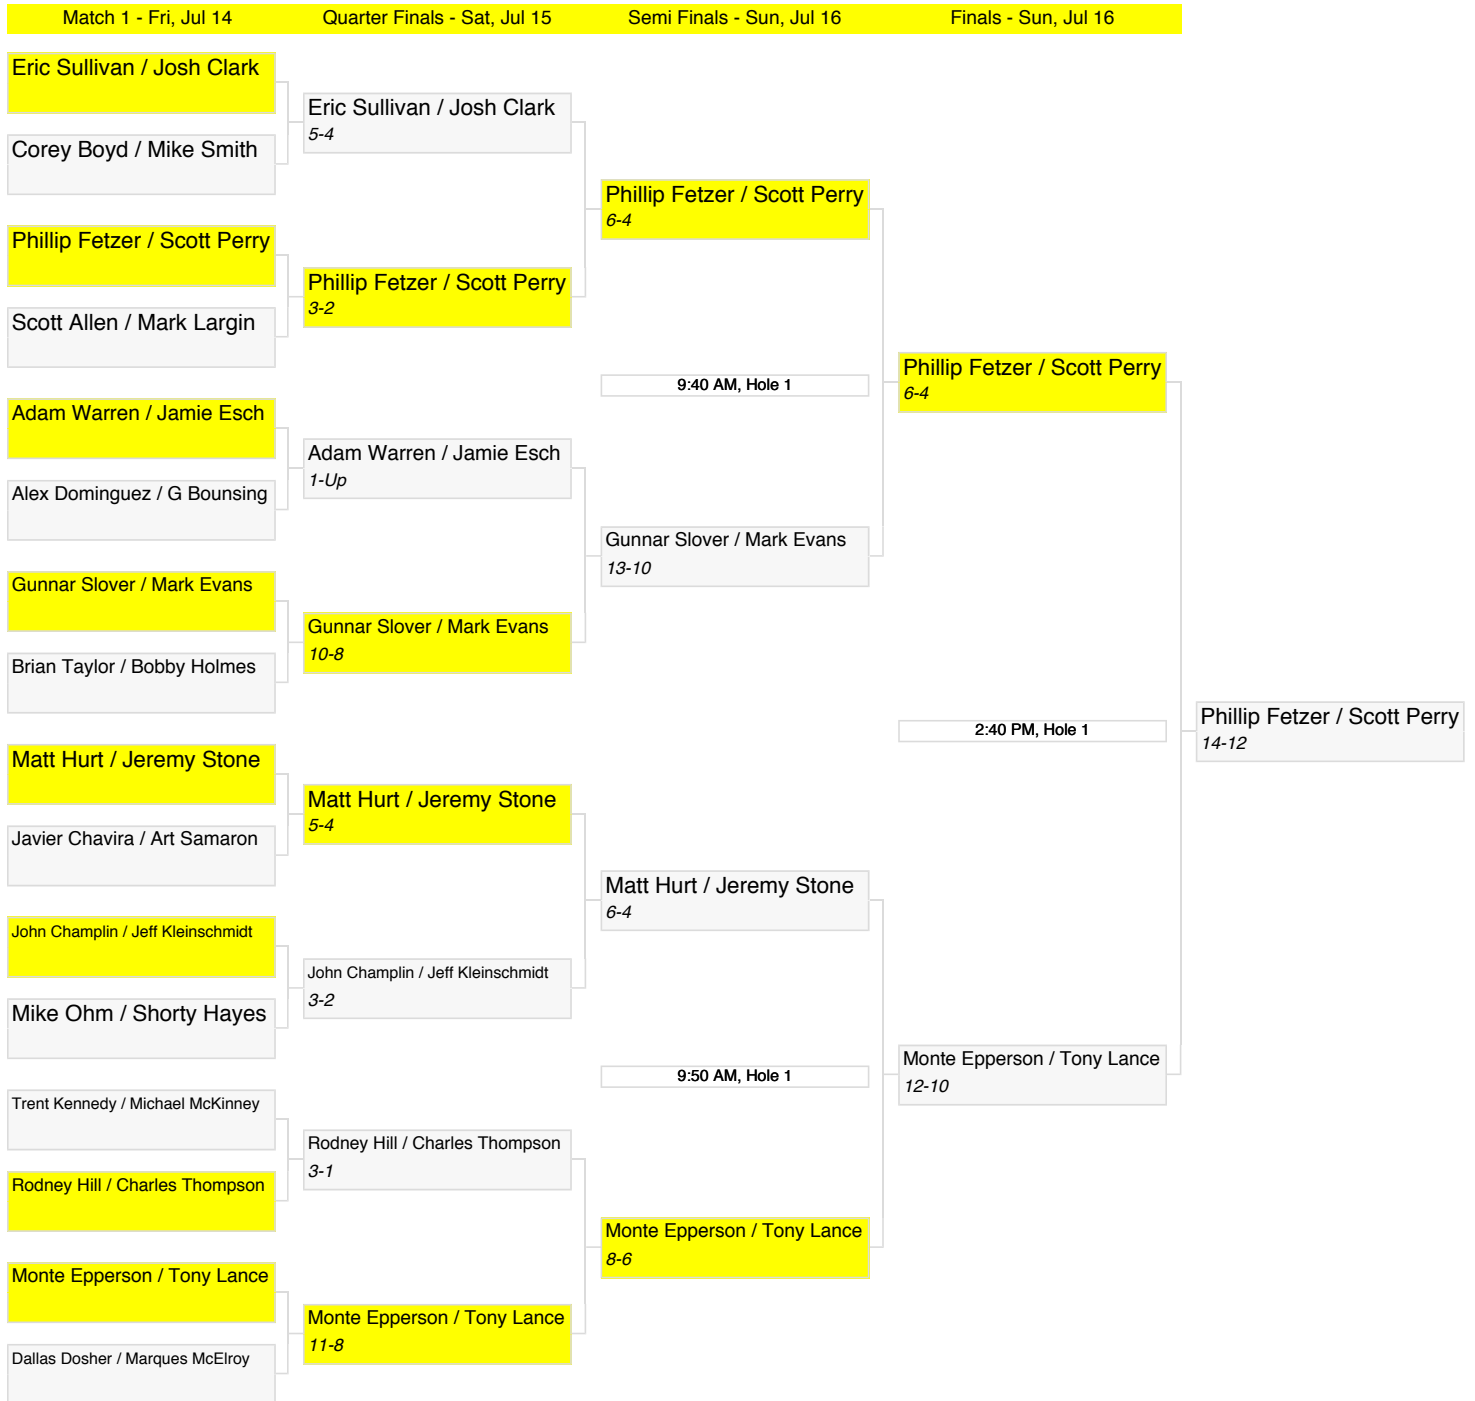 Match 1 - Fri, Jul 14
Quarter Finals - Sat, Jul 15
Semi Finals - Sun, Jul 16
Finals - Sun, Jul 16
Eric Sullivan / Josh Clark
Corey Boyd / Mike Smith
Phillip Fetzer / Scott Perry
Scott Allen / Mark Largin
Adam Warren / Jamie Esch
Alex Dominguez / G Bounsing
Gunnar Slover / Mark Evans
Brian Taylor / Bobby Holmes
Matt Hurt / Jeremy Stone
Javier Chavira / Art Samaron
John Champlin / Jeff Kleinschmidt
Mike Ohm / Shorty Hayes
Trent Kennedy / Michael McKinney
Rodney Hill / Charles Thompson
Monte Epperson / Tony Lance
Dallas Dosher / Marques McElroy
Eric Sullivan / Josh Clark
5-4
Phillip Fetzer / Scott Perry
3-2
Adam Warren / Jamie Esch
1-Up
Gunnar Slover / Mark Evans
10-8
Matt Hurt / Jeremy Stone
5-4
John Champlin / Jeff Kleinschmidt
3-2
Rodney Hill / Charles Thompson
3-1
Monte Epperson / Tony Lance
11-8
Phillip Fetzer / Scott Perry
6-4
9:40 AM, Hole 1
Gunnar Slover / Mark Evans
13-10
Matt Hurt / Jeremy Stone
6-4
9:50 AM, Hole 1
Monte Epperson / Tony Lance
8-6
Phillip Fetzer / Scott Perry
6-4
2:40 PM, Hole 1
Monte Epperson / Tony Lance
12-10
Phillip Fetzer / Scott Perry
14-12